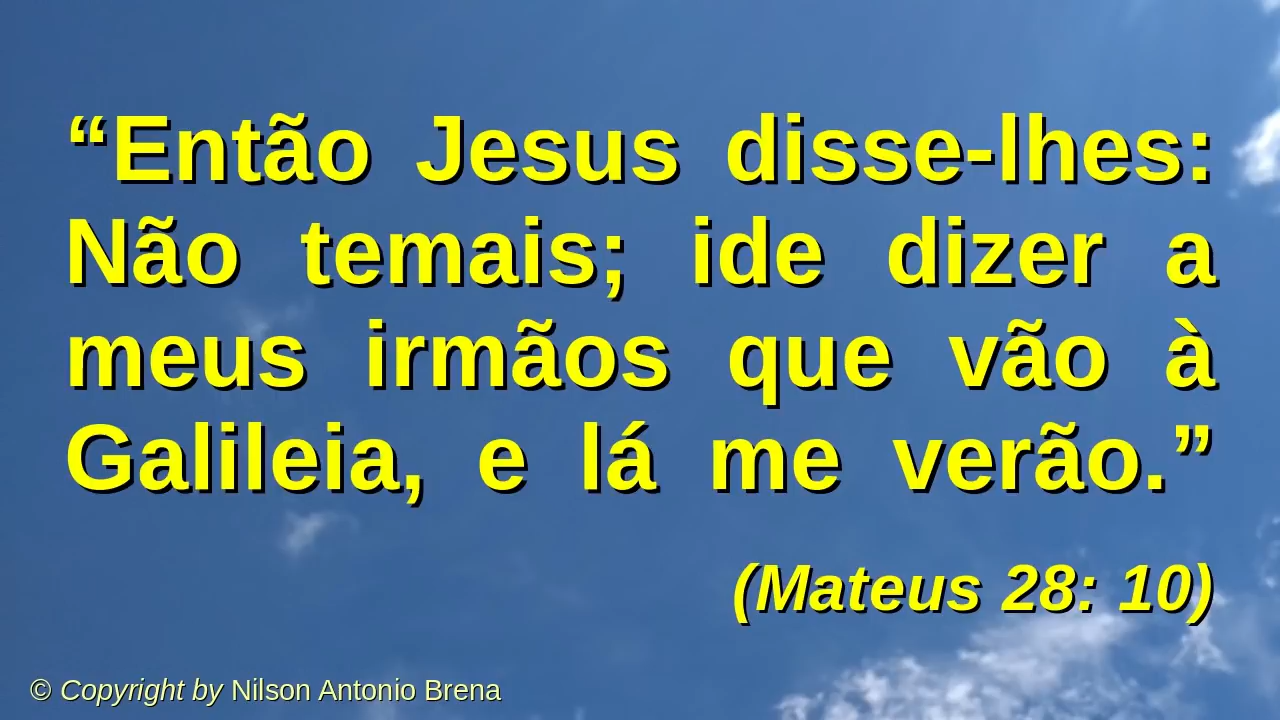 “Então Jesus disse-lhes:
Não temais; ide dizer a
meus irmãos que vão à
Galileia, e lá me verão.”
(Mateus 28: 10)
© Copyright by Nilson Antonio Brena